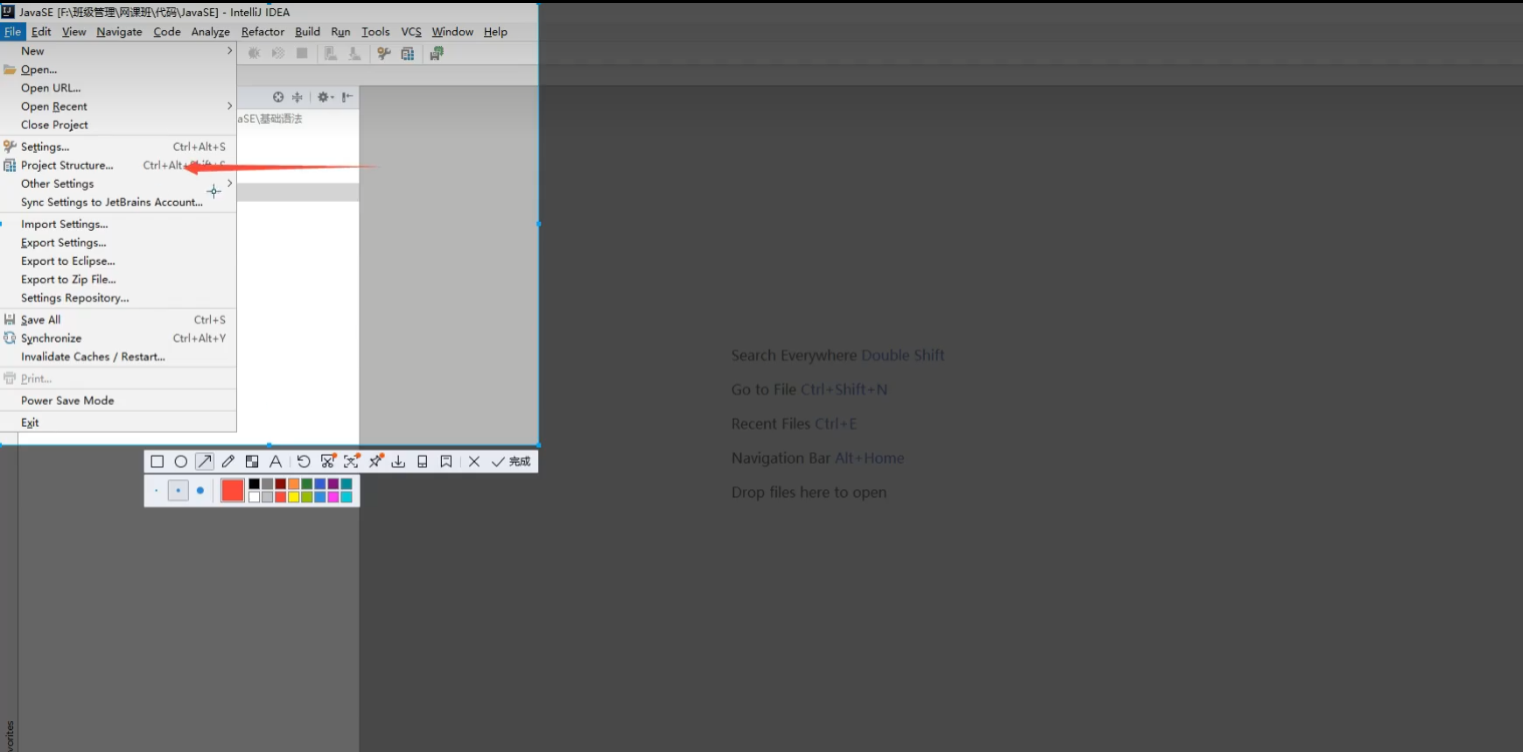 JavaSE [F:\班级管理\网课班\代码\JavaSE] - IntelliJ IDEA
File Edit View Navigate Code Analyze Refactor Build Run Tools VCS Window Help
New
Open...
Open URL...
Open Recent
Close Project
aSE\基础语法
Settings... Ctrl+Alt+S
Project Structure... Ctrl+Alt+Shift+S
Other Settings
Sync Settings to JetBrains Account...
Import Settings...
Export Settings...
Export to Eclipse...
Export to Zip File...
Settings Repository...
Save All Ctrl+S
Synchronize Ctrl+Alt+Y
Invalidate Caches / Restart...
Print...
Power Save Mode
Exit
完成
Search Everywhere Double Shift
Go to File Ctrl+Shift+N
Recent Files Ctrl+E
Navigation Bar Alt+Home
Drop files here to open
vorites